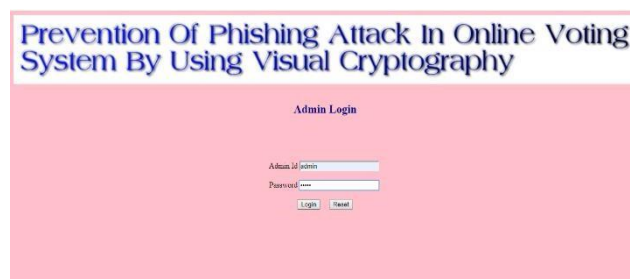 Prevention Of Phishing Attack In Online Voting
System By Using Visual Cryptography
Admin Login
Admin Id admin
Password •••••
Login Reset